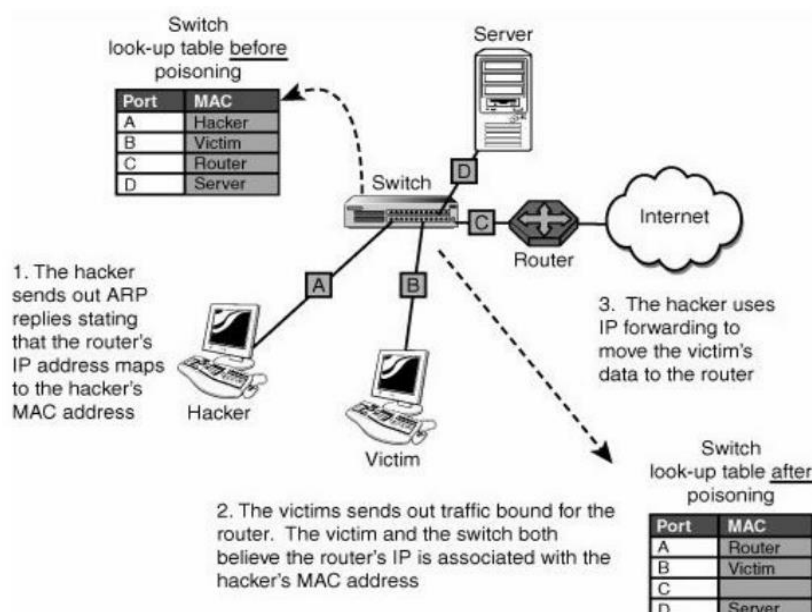 Switch
look-up table before
poisoning
Port MAC
A Hacker
B Victim
C Router
D Server
Server
D
Switch
C
Router
Internet
A
B
1. The hacker
sends out ARP
replies stating
that the router's
IP address maps
to the hacker's
MAC address
Hacker
Victim
3. The hacker uses
IP forwarding to
move the victim's
data to the router
2. The victims sends out traffic bound for the
router. The victim and the switch both
believe the router's IP is associated with the
hacker's MAC address
Switch
look-up table after
poisoning
Port MAC
A Router
B Victim
C
D Server